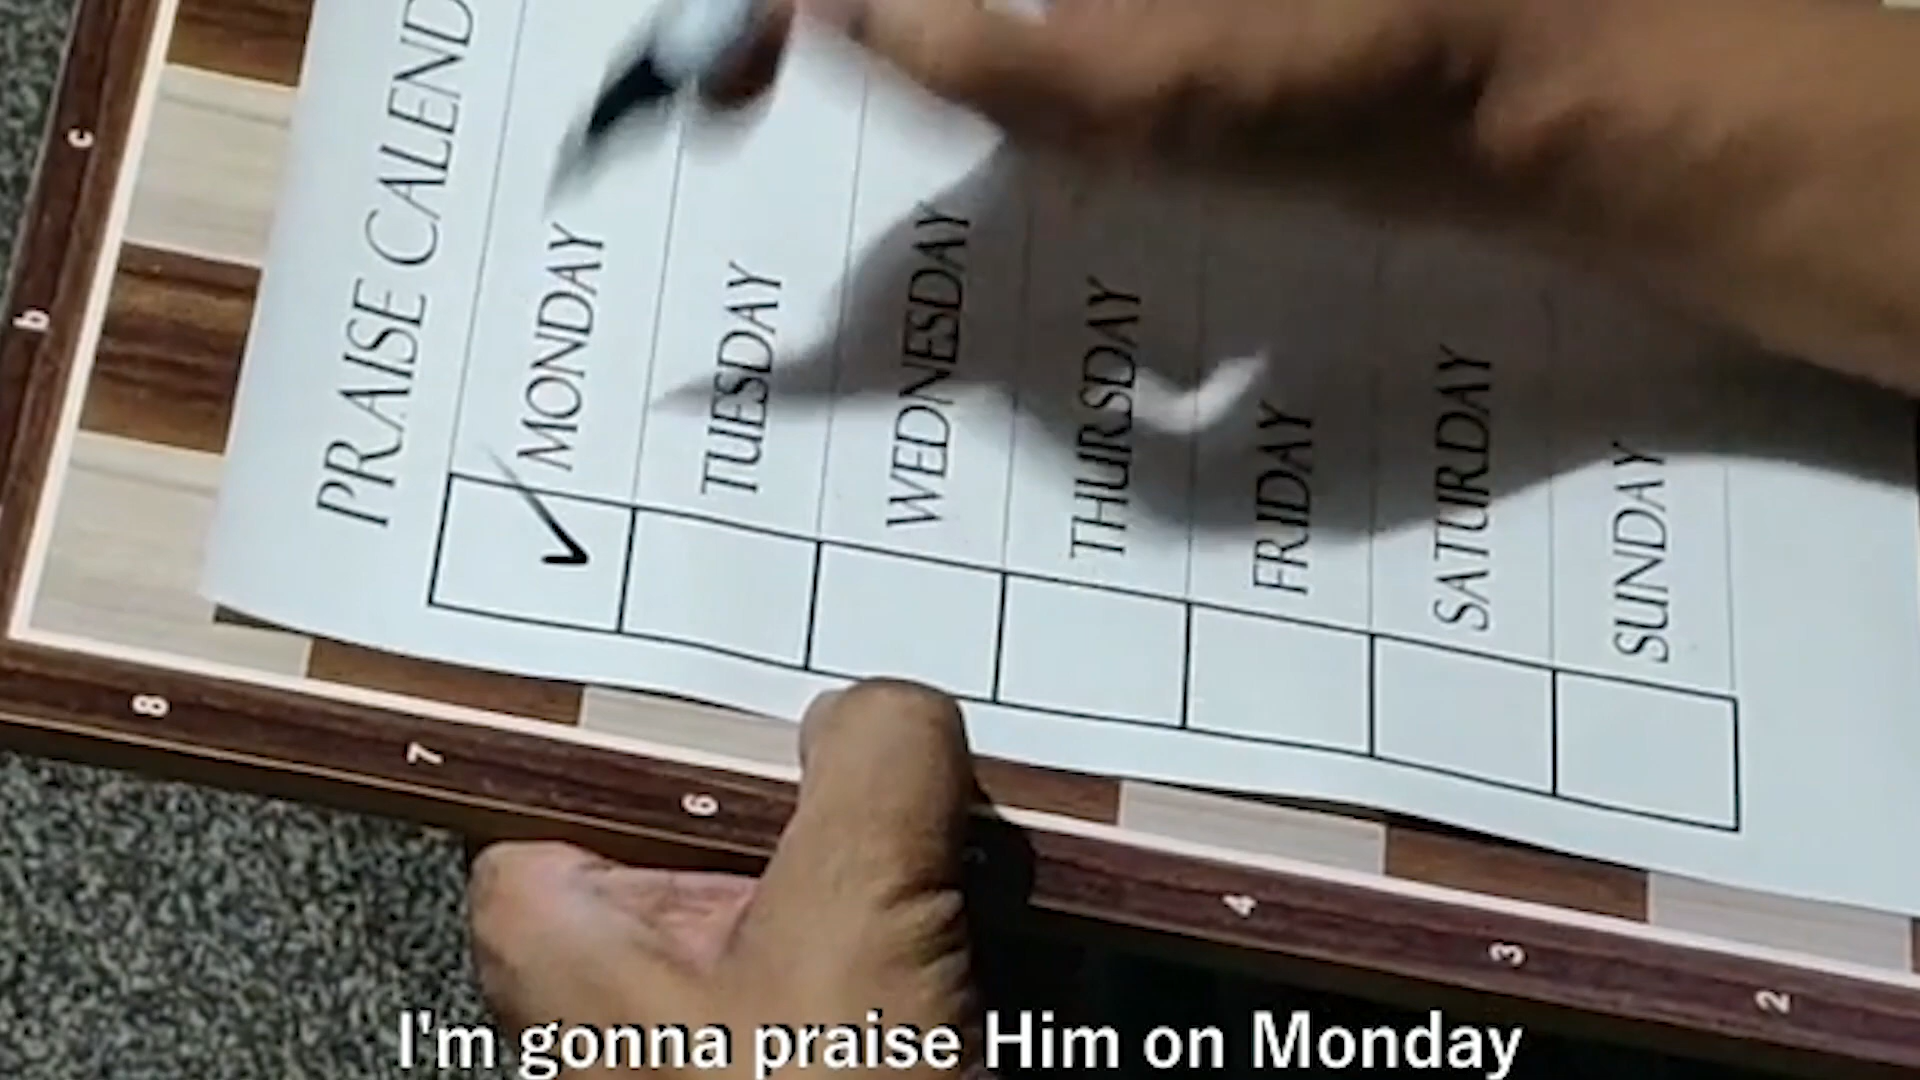 PRAISE CALEND
MONDAY
TUESDAY
WEDNESDAY
THURSDAY
FRIDAY
SATURDAY
SUNDAY
c
b
8
7
6
4
3
2
I'm gonna praise Him on Monday